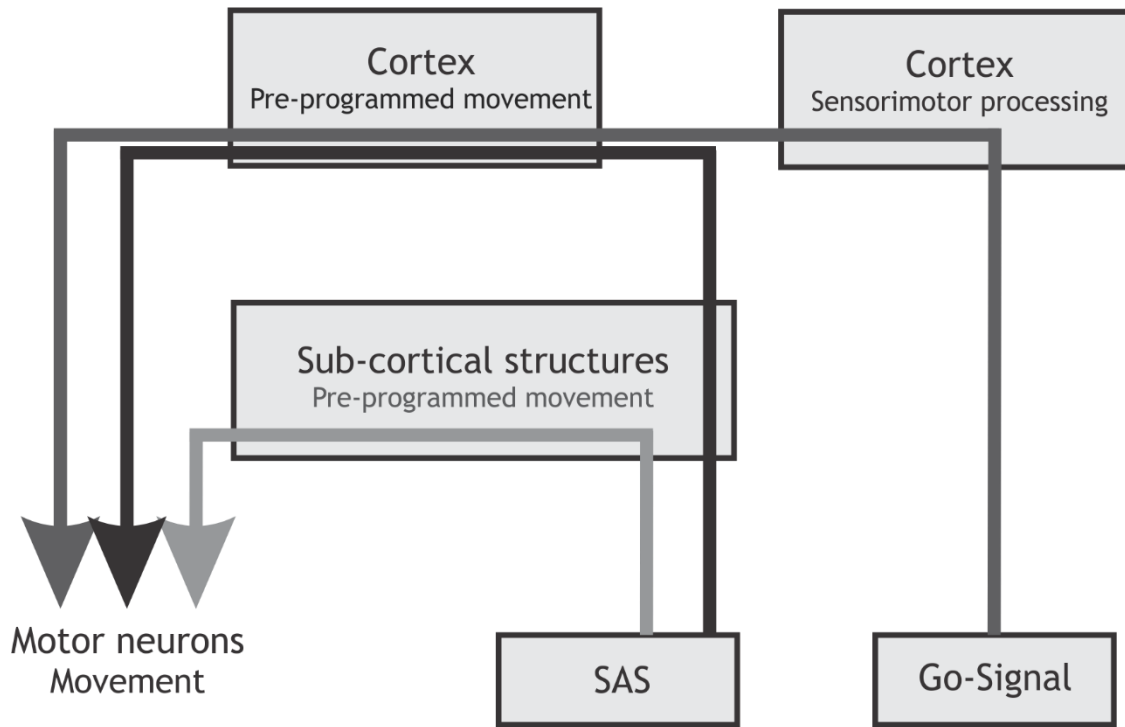 Cortex
Pre-programmed movement
Cortex
Sensorimotor processing
Sub-cortical structures
Pre-programmed movement
Motor neurons
Movement
SAS
Go-Signal